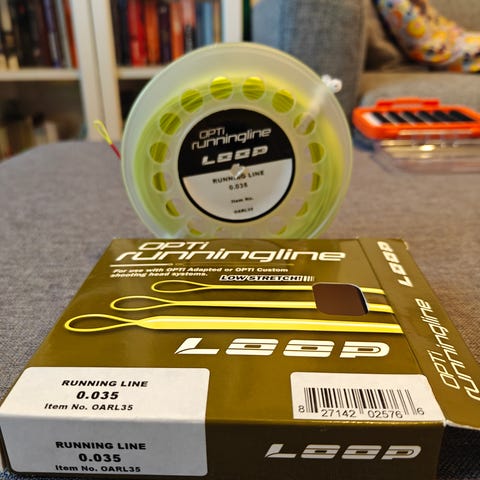 OPTi
runningline
LOOP
RUNNING LINE
0.035
Item No.
OARL35
OPTi
runningline
For use with OPTi Adapted or OPTi Custom
shooting head systems.
LOW STRETCH!
LOOP
RUNNING LINE
0.035
Item No. OARL35
8 27142 02576 6
RUNNING LINE
0.035
Item No. OARL35
LOOP
LOOP
OPTi
runningline